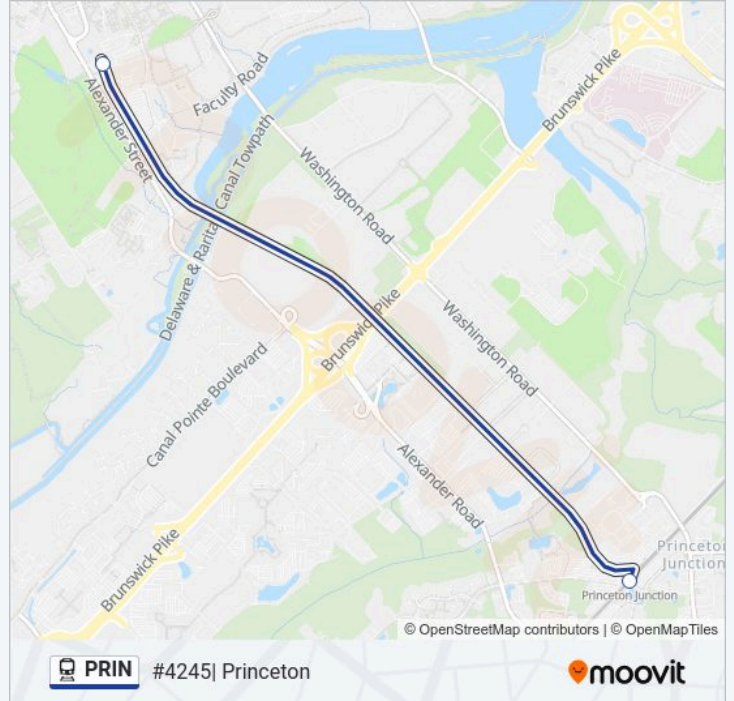 Faculty Road
Brunswick Pike
Alexander Street
Delaware & Raritan Canal Towpath
Washington Road
Brunswick Pike
Washington Road
Canal Pointe Boulevard
Alexander Road
Brunswick Pike
Princeton
Junction
Princeton Junction
© OpenStreetMap contributors | © OpenMapTiles
PRIN #4245| Princeton
moovit